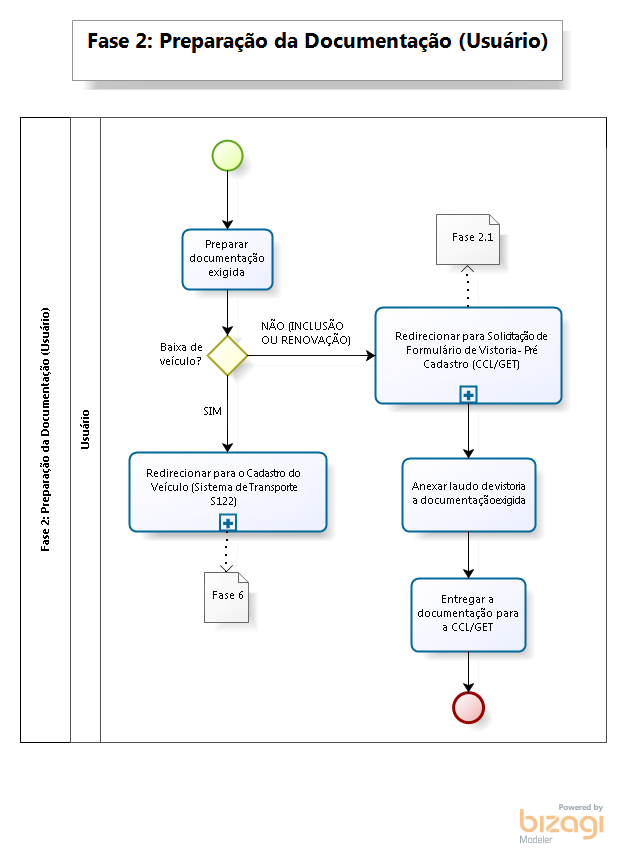 Fase 2: Preparação da Documentação (Usuário)
Fase 2: Preparação da Documentação (Usuário)
Usuário
Preparar
documentação
exigida
Fase 2.1
Baixa de
veículo?
NÃO (INCLUSÃO
OU RENOVAÇÃO)
Redirecionar para Solicitação de
Formulário de Vistoria- Pré
Cadastro (CCL/GET)
SIM
Redirecionar para o Cadastro do
Veículo (Sistema de Transporte
S122)
Anexar laudo de vistoria
a documentação exigida
Fase 6
Entregar a
documentação para
a CCL/GET
Powered by
bizagi
Modeler